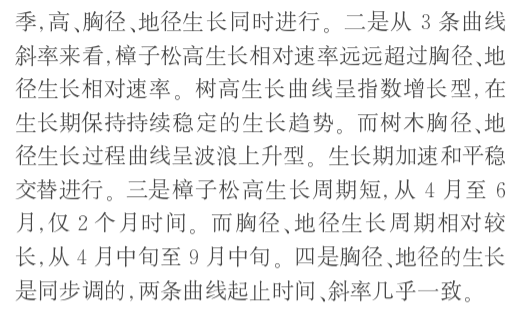 季,高、胸径、地径生长同时进行。二是从 3 条曲线
斜率来看,樟子松高生长相对速率远远超过胸径、地
径生长相对速率。树高生长曲线呈指数增长型,在
生长期保持持续稳定的生长趋势。而树木胸径、地
径生长过程曲线呈波浪上升型。生长期加速和平稳
交替进行。三是樟子松高生长周期短,从 4 月至 6
月,仅 2 个月时间。而胸径、地径生长周期相对较
长,从 4 月中旬至 9 月中旬。四是胸径、地径的生长
是同步调的,两条曲线起止时间、斜率几乎一致。